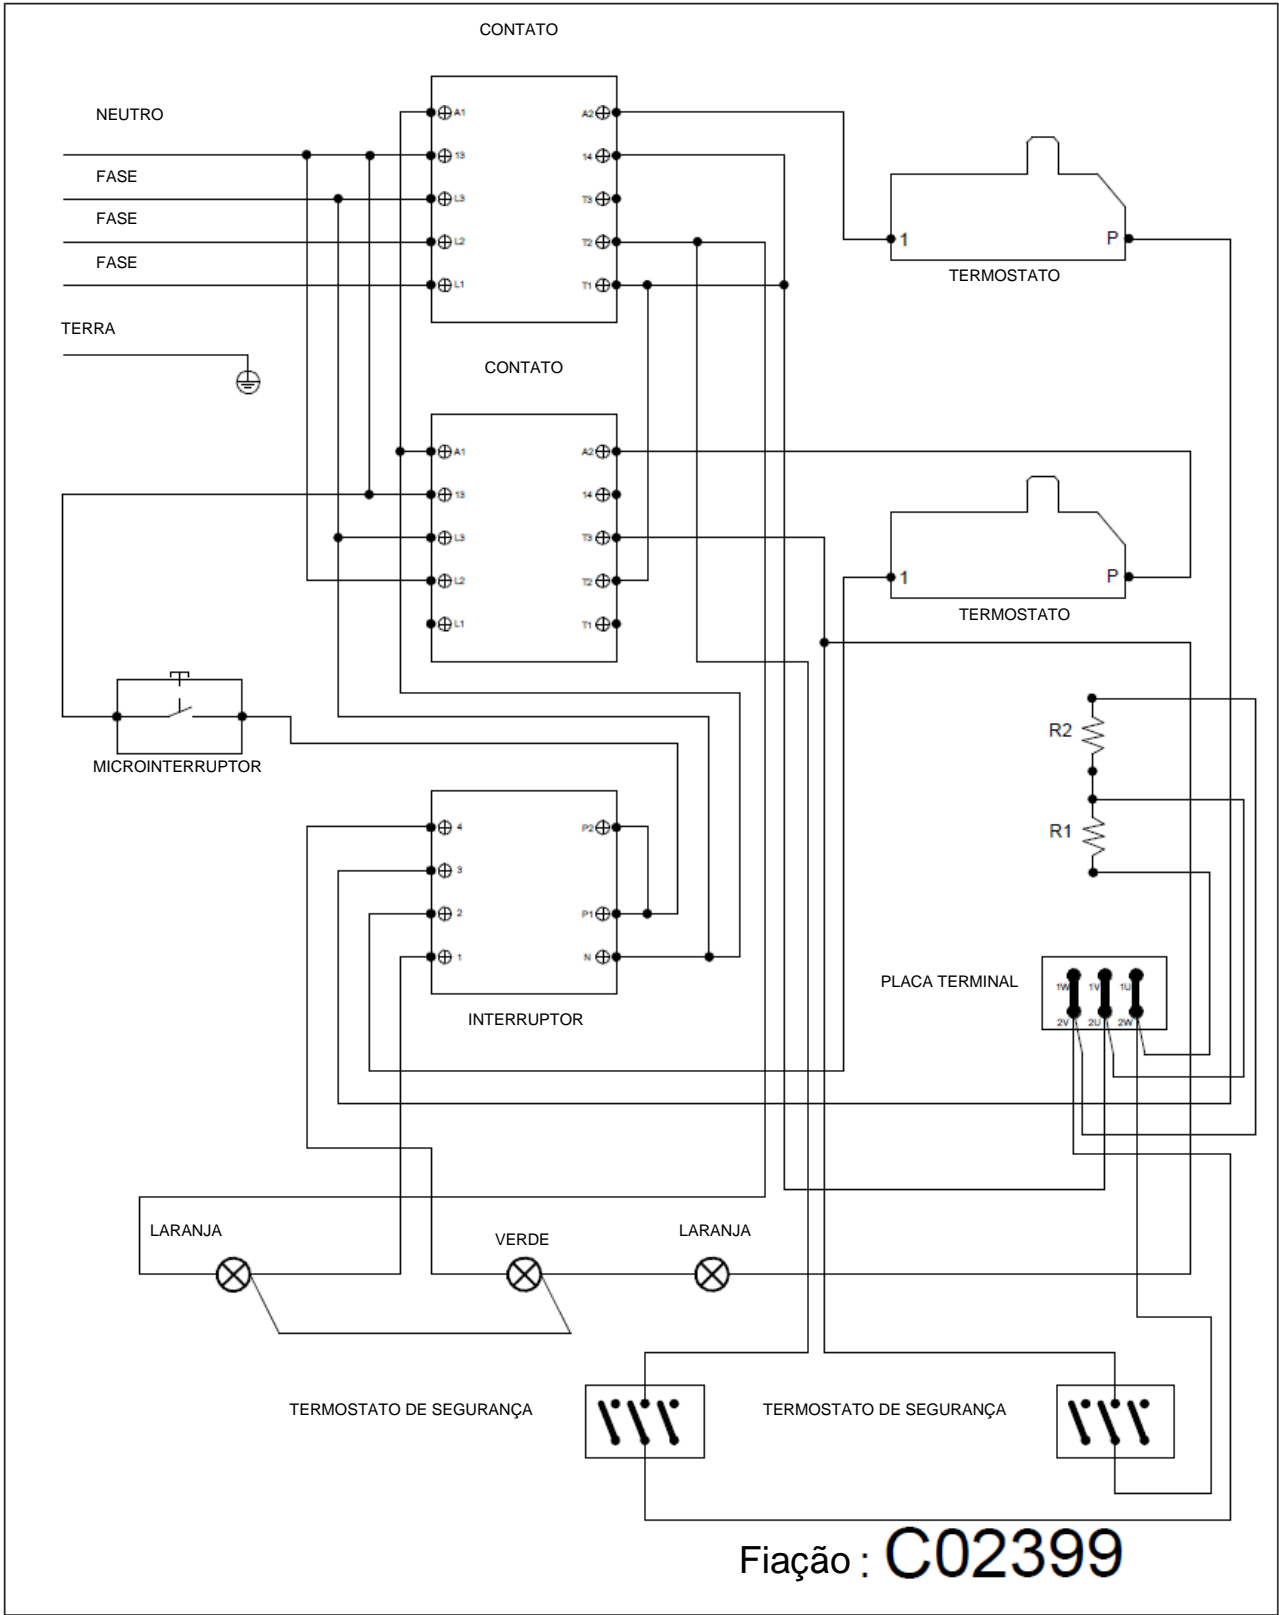 CONTATO
NEUTRO
A1 A2
13 14
FASE
L3 T3
FASE
L2 T2
1 P
FASE
L1 T1
TERMOSTATO
TERRA
CONTATO
A1 A2
13 14
L3 T3
L2 T2
1 P
L1 T1
TERMOSTATO
R2
MICROINTERRUPTOR
4 P2
R1
3
2 P1
1 N
PLACA TERMINAL
1W 1V 1U
INTERRUPTOR
2V 2U 2W
LARANJA
VERDE
LARANJA
TERMOSTATO DE SEGURANÇA
TERMOSTATO DE SEGURANÇA
Fiação : C02399